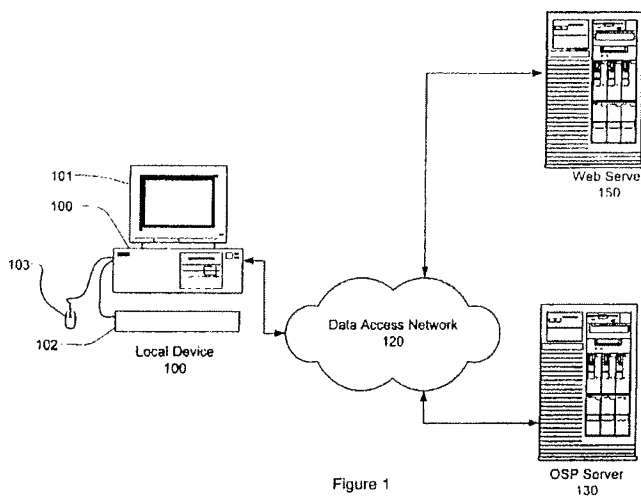 101
100
103
102
Local Device
100
Data Access Network
120
Web Serve
150
OSP Server
130
Figure 1